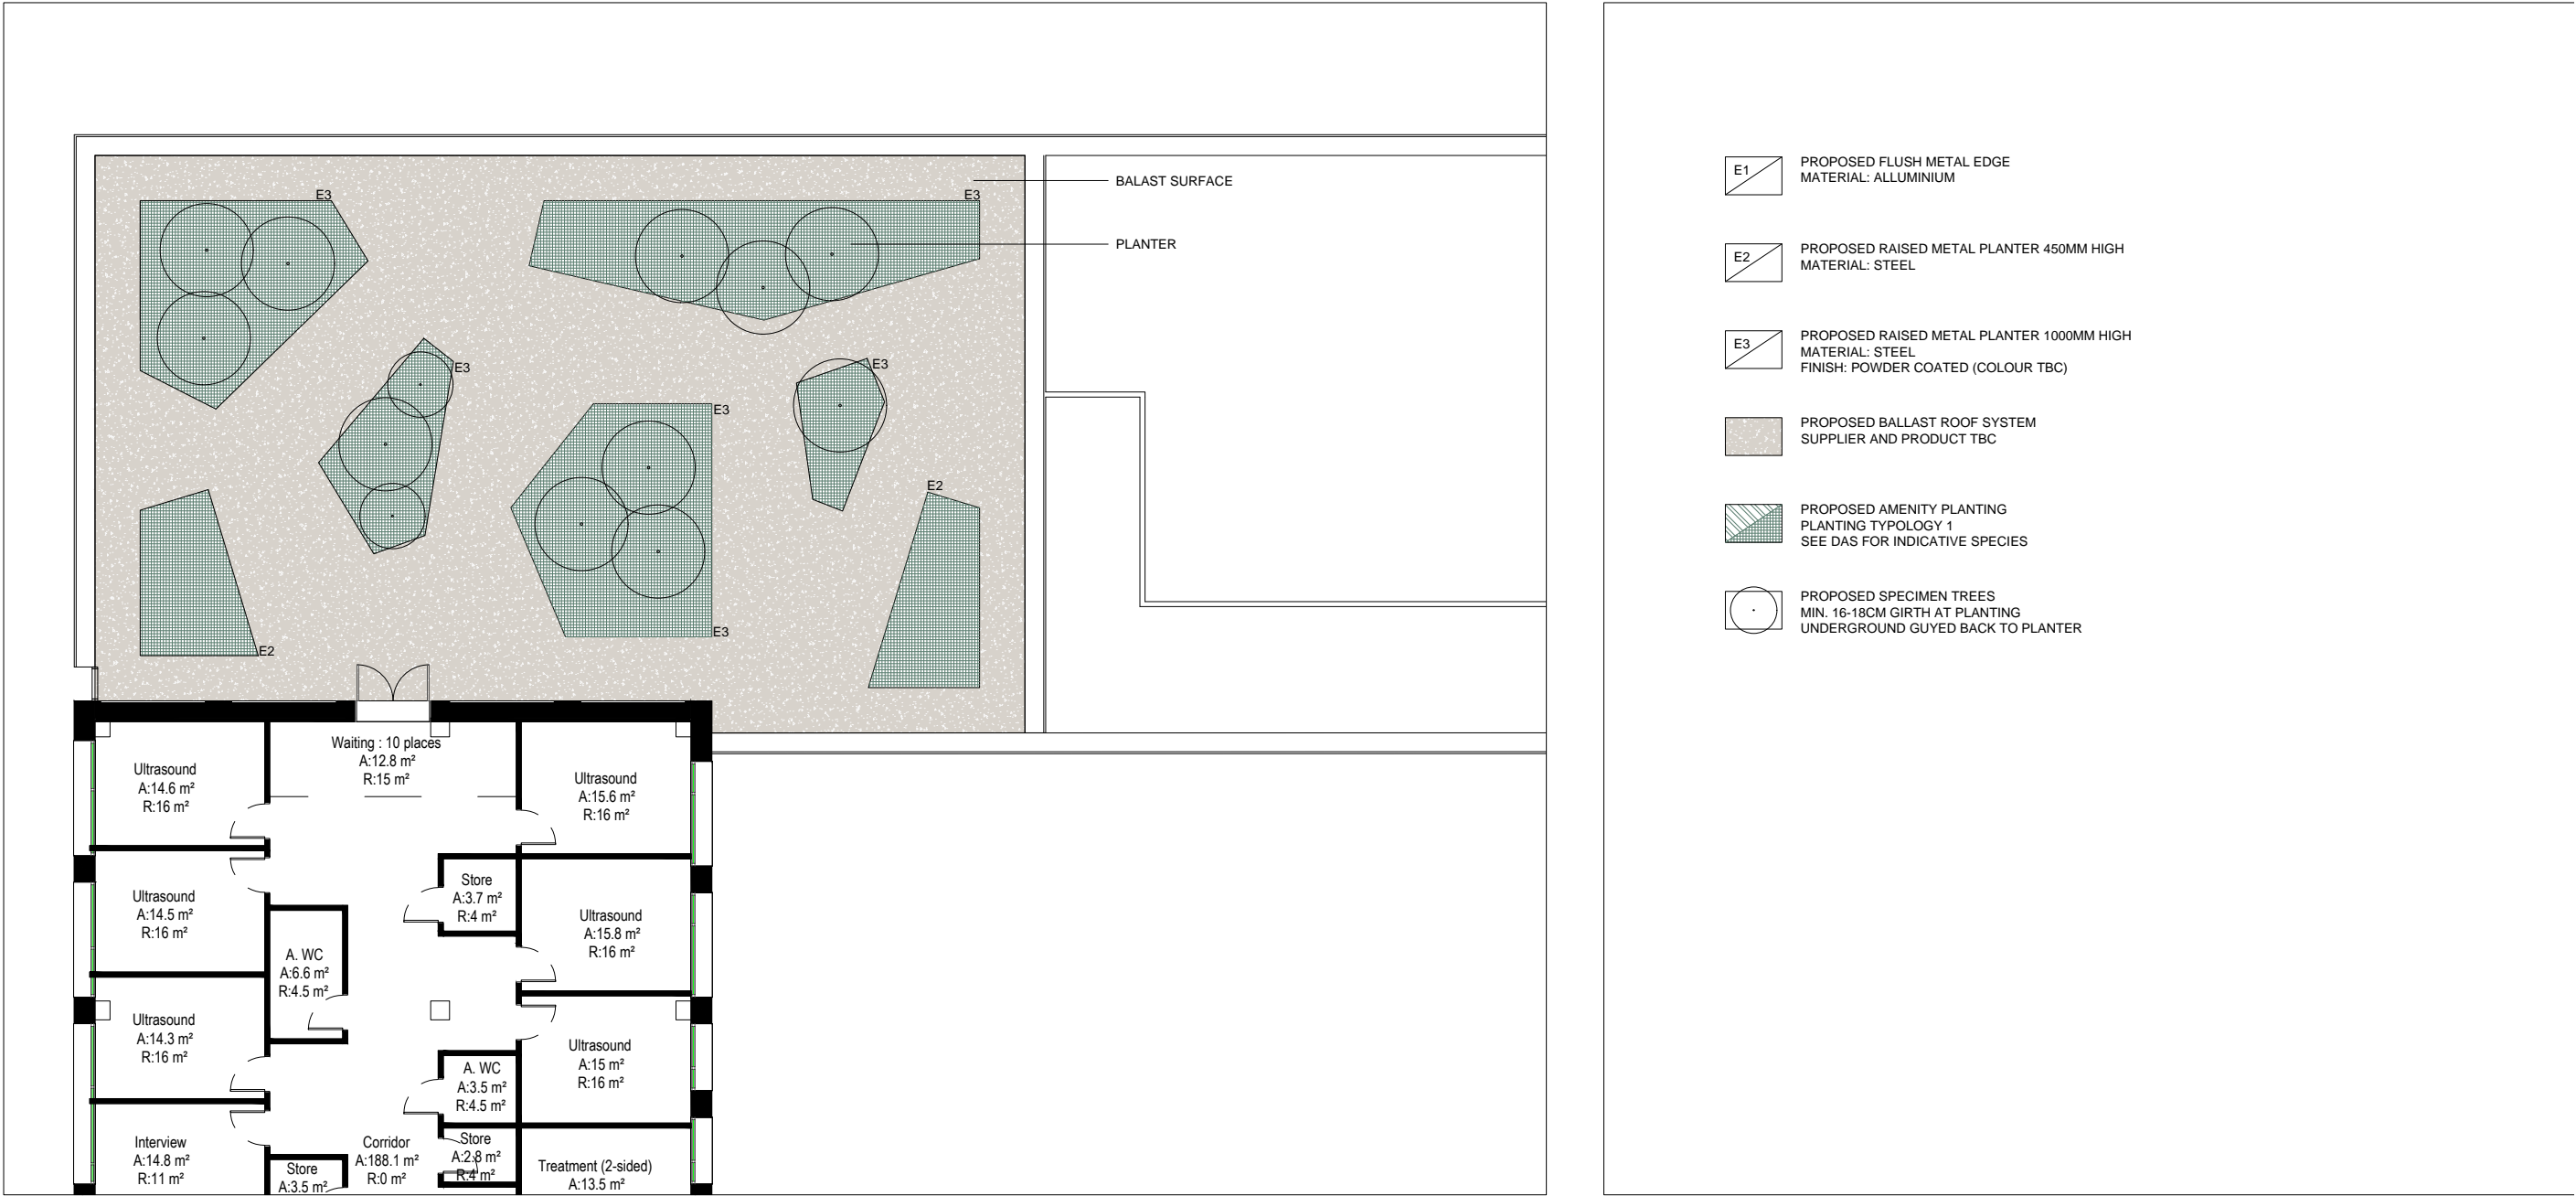 E3
E3
BALAST SURFACE
PLANTER
E3
E3
E3
E2
E3
E2
Waiting : 10 places
A:12.8 m²
R:15 m²
Ultrasound
A:14.6 m²
R:16 m²
Ultrasound
A:15.6 m²
R:16 m²
Ultrasound
A:14.5 m²
R:16 m²
Store
A:3.7 m²
R:4 m²
Ultrasound
A:15.8 m²
R:16 m²
A. WC
A:6.6 m²
R:4.5 m²
Ultrasound
A:14.3 m²
R:16 m²
Ultrasound
A:15 m²
R:16 m²
A. WC
A:3.5 m²
R:4.5 m²
Interview
A:14.8 m²
R:11 m²
Store
A:3.5 m²
Corridor
A:188.1 m²
R:0 m²
Store
A:2.8 m²
R:4 m²
Treatment (2-sided)
A:13.5 m²
E1
PROPOSED FLUSH METAL EDGE
MATERIAL: ALLUMINIUM
E2
PROPOSED RAISED METAL PLANTER 450MM HIGH
MATERIAL: STEEL
E3
PROPOSED RAISED METAL PLANTER 1000MM HIGH
MATERIAL: STEEL
FINISH: POWDER COATED (COLOUR TBC)
PROPOSED BALLAST ROOF SYSTEM
SUPPLIER AND PRODUCT TBC
PROPOSED AMENITY PLANTING
PLANTING TYPOLOGY 1
SEE DAS FOR INDICATIVE SPECIES
PROPOSED SPECIMEN TREES
MIN. 16-18CM GIRTH AT PLANTING
UNDERGROUND GUYED BACK TO PLANTER